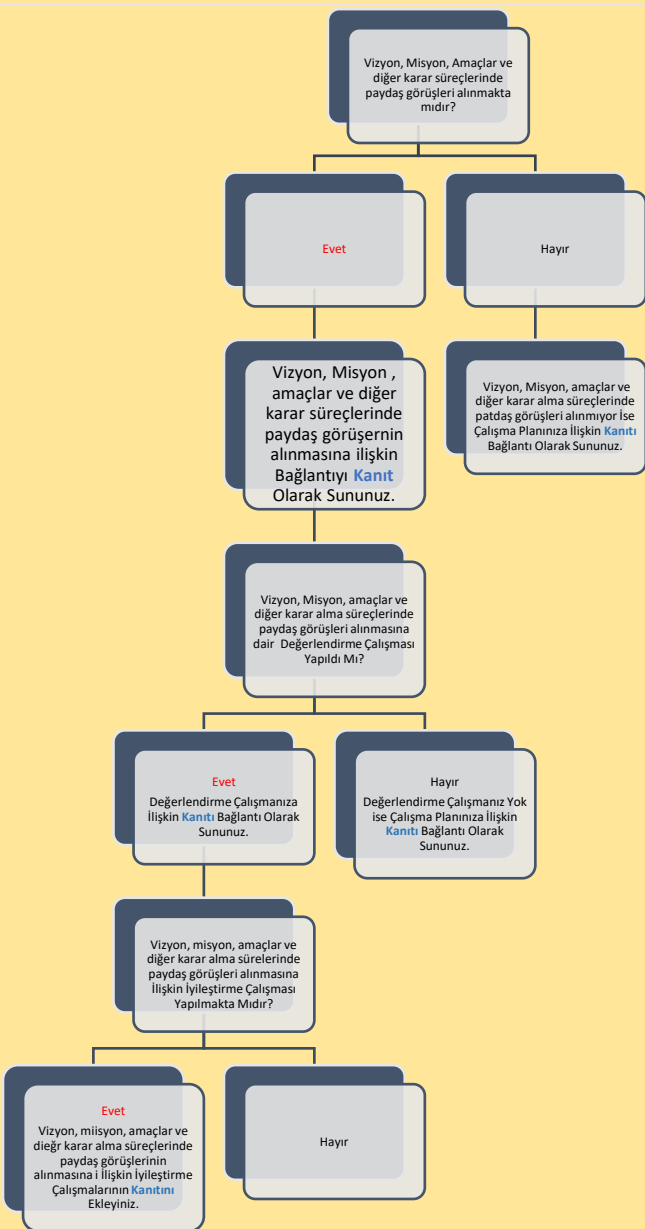 Vizyon, Misyon, Amaçlar ve
diğer karar süreçlerinde
paydaş görüşleri alınmakta
mıdır?
Evet
Hayır
Vizyon, Misyon ,
amaçlar ve diğer
karar süreçlerinde
paydaş görüşernin
alınmasına ilişkin
Bağlantıyı Kanıt
Olarak Sununuz.
Vizyon, Misyon, amaçlar ve
diğer karar alma süreçlerinde
patdaş görüşleri alınmıyor İse
Çalışma Planınıza İlişkin Kanıtı
Bağlantı Olarak Sununuz.
Vizyon, Misyon, amaçlar ve
diğer karar alma süreçlerinde
paydaş görüşleri alınmasına
dair Değerlendirme Çalışması
Yapıldı Mı?
Evet
Değerlendirme Çalışmanıza
İlişkin Kanıtı Bağlantı Olarak
Sununuz.
Hayır
Değerlendirme Çalışmanız Yok
ise Çalışma Planınıza İlişkin
Kanıtı Bağlantı Olarak
Sununuz.
Vizyon, misyon, amaçlar ve
diğer karar alma sürelerinde
paydaş görüşleri alınmasına
İlişkin İyileştirme Çalışması
Yapılmakta Mıdır?
Evet
Vizyon, miisyon, amaçlar ve
dieğr karar alma süreçlerinde
paydaş görüşlerinin
alınmasına i İlişkin İyileştirme
Çalışmalarının Kanıtını
Ekleyiniz.
Hayır